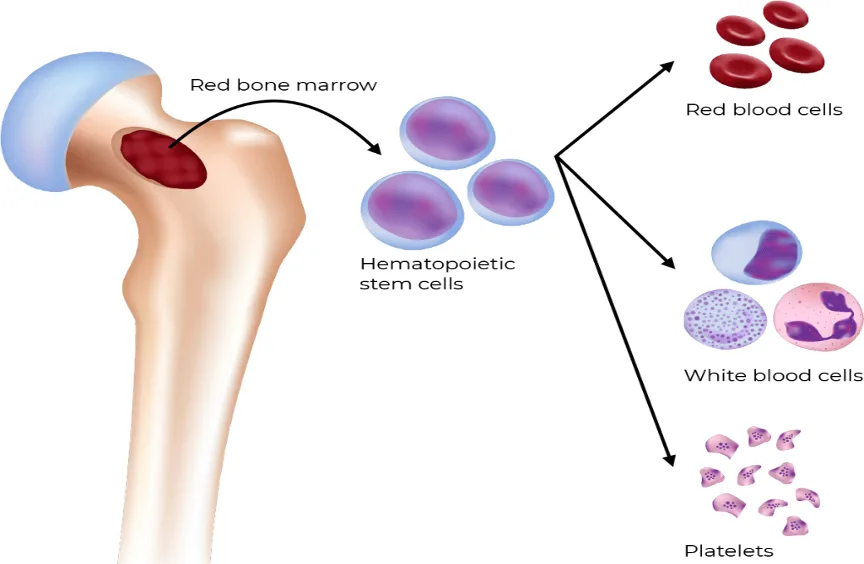 Red bone marrow
Hematopoietic
stem cells
Red blood cells
White blood cells
Platelets